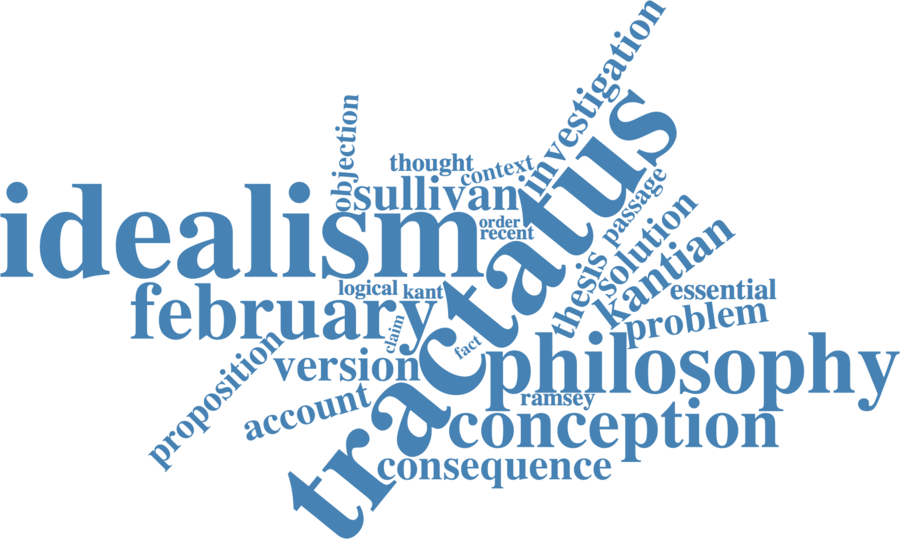 investigation
objection
thought
context
tractatus
sullivan
passage
idealism
order
recent
solution
kantian
thesis
logical
kant
essential
february
problem
claim
fact
version
philosophy
proposition
ramsey
account
conception
consequence